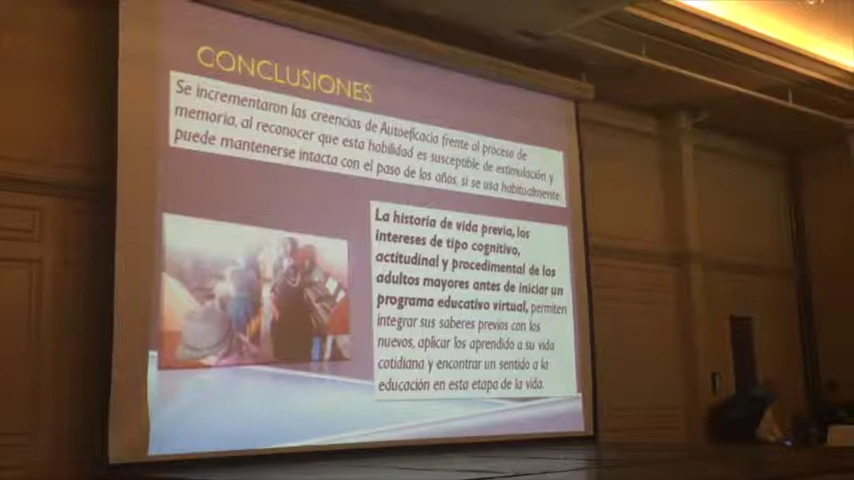 CONCLUSIONES
Se incrementaron las creencias de Autoeficacia frente al proceso de
memoria, al reconocer que esta habilidad es susceptible de estimulación y
puede mantenerse intacta con el paso de los años, si se usa habitualmente.
La historia de vida previa, los
intereses de tipo cognitivo,
actitudinal y procedimental de los
adultos mayores antes de iniciar un
programa educativo virtual, permiten
integrar sus saberes previos con los
nuevos, aplicar los aprendido a su vida
cotidiana y encontrar un sentido a la
educación en esta etapa de la vida.